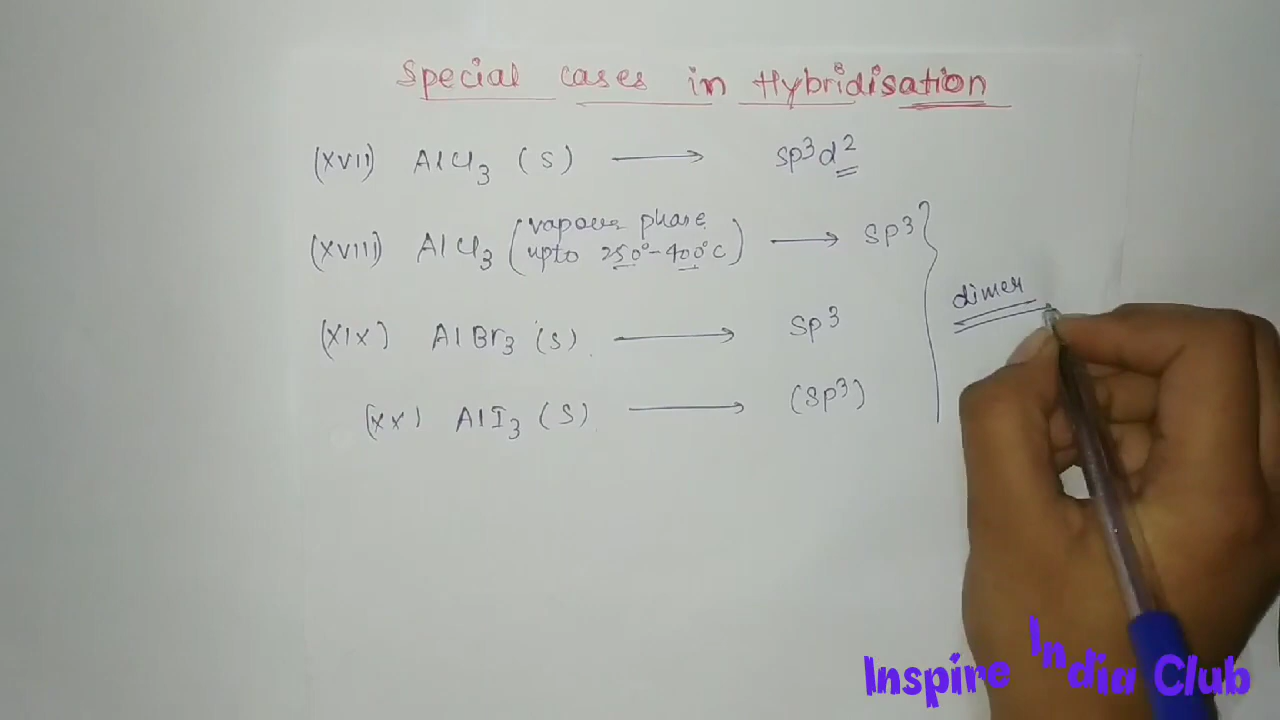 Special cases in Hybridisation
(XVII) AlCl3 (S) → sp3d2
(XVIII) AlCl3 (vapour phase upto 250°-400°C) → sp3
dimer
(XIX) AlBr3 (S) → sp3
(XX) AlI3 (S) → (sp3)
Inspire India Club